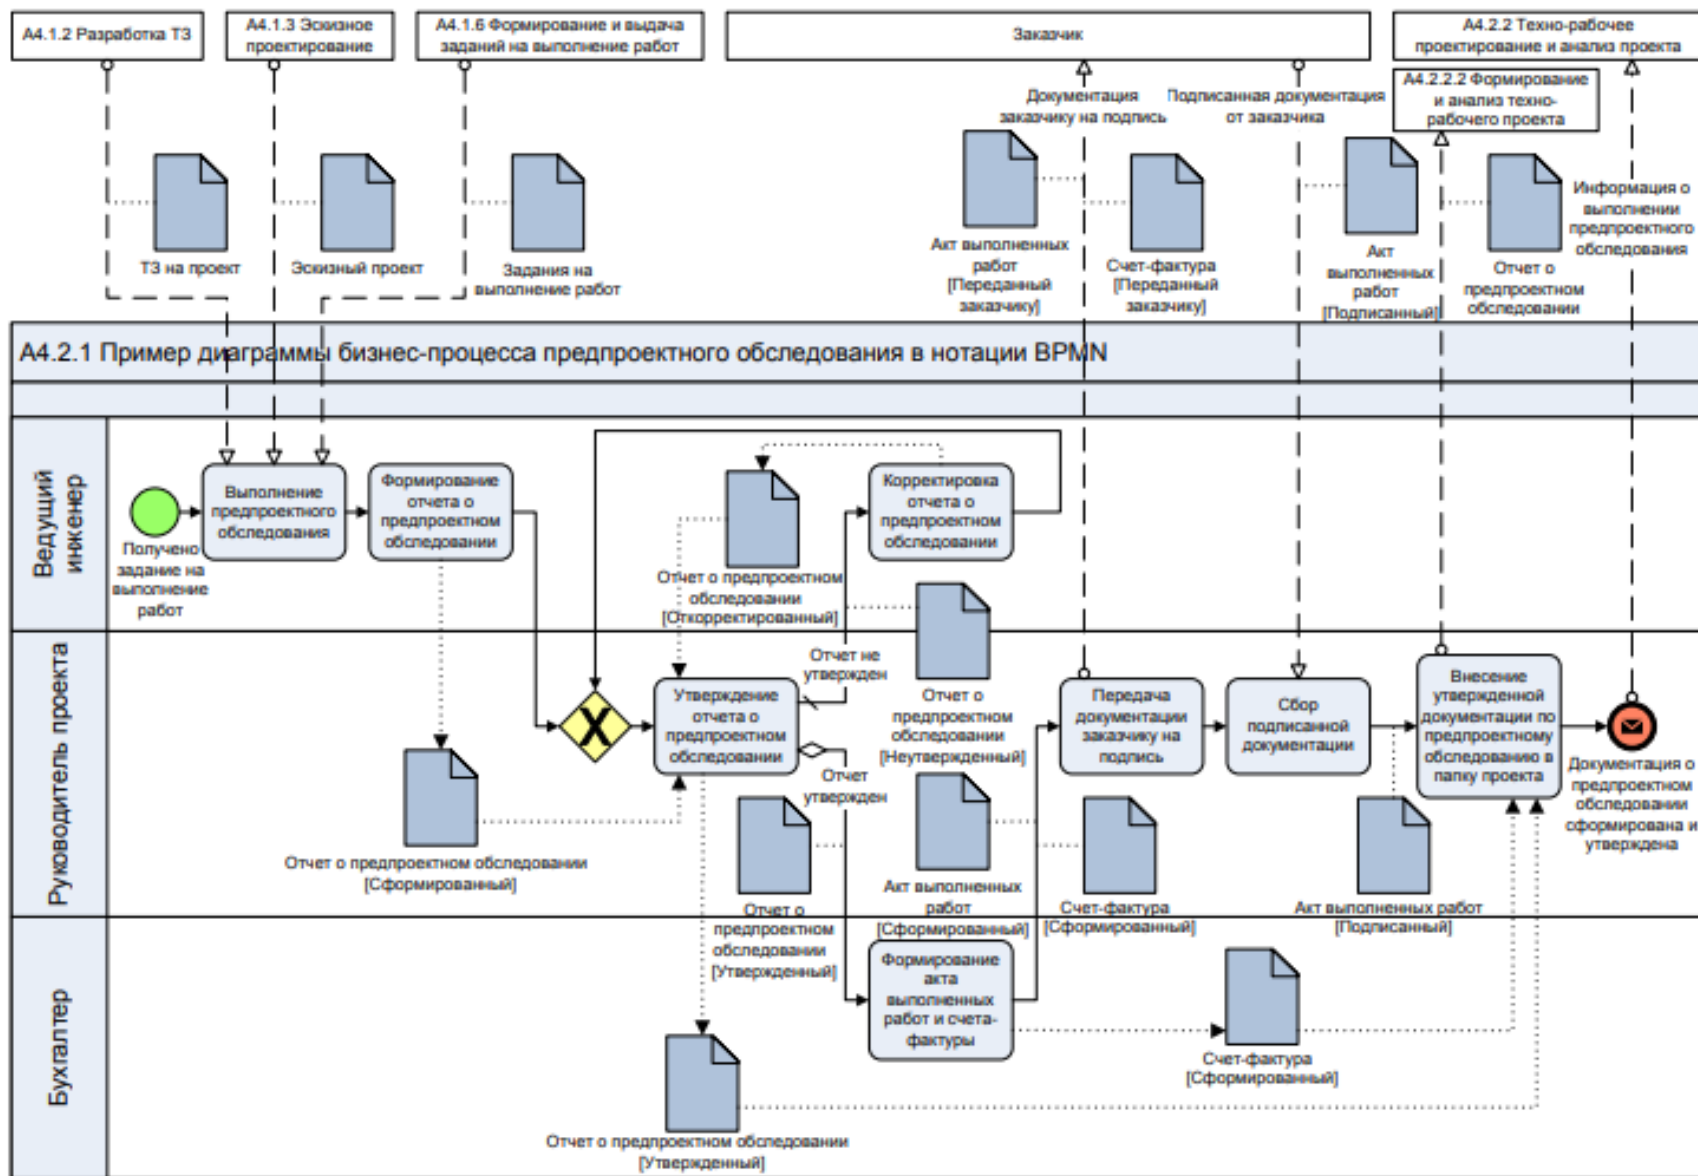 А4.1.2 Разработка ТЗ
А4.1.3 Эскизное
проектирование
А4.1.6 Формирование и выдача
заданий на выполнение работ
Заказчик
А4.2.2 Техно-рабочее
проектирование и анализ проекта
А4.2.2.2 Формирование
и анализ техно-
рабочего проекта
Документация
заказчику на подпись
Подписанная документация
от заказчика
ТЗ на проект
Эскизный проект
Задания на
выполнение работ
Акт выполненных
работ
[Переданный
заказчику]
Счет-фактура
[Переданный
заказчику]
Акт
выполненных
работ
[Подписанный]
Отчет о
предпроектном
обследовании
Информация о
выполнении
предпроектного
обследования
А4.2.1 Пример диаграммы бизнес-процесса предпроектного обследования в нотации BPMN
Ведущий
инженер
Получено
задание на
выполнение
работ
Выполнение
предпроектного
обследования
Формирование
отчета о
предпроектном
обследовании
Отчет о предпроектном
обследовании
[Откорректированный]
Корректировка
отчета о
предпроектном
обследовании
Руководитель проекта
Отчет о предпроектном обследовании
[Сформированный]
X
Утверждение
отчета о
предпроектном
обследовании
Отчет не
утвержден
Отчет
утвержден
Отчет о
предпроектном
обследовании
[Неутвержденный]
Отчет о
предпроектном
обследовании
[Утвержденный]
Акт выполненных
работ
[Сформированный]
Счет-фактура
[Сформированный]
Передача
документации
заказчику на
подпись
Сбор
подписанной
документации
Акт выполненных работ
[Подписанный]
Внесение
утвержденной
документации по
предпроектному
обследованию в
папку проекта
Документация о
предпроектном
обследовании
сформирована и
утверждена
Бухгалтер
Формирование
акта
выполненных
работ и счета-
фактуры
Счет-фактура
[Сформированный]
Отчет о предпроектном обследовании
[Утвержденный]